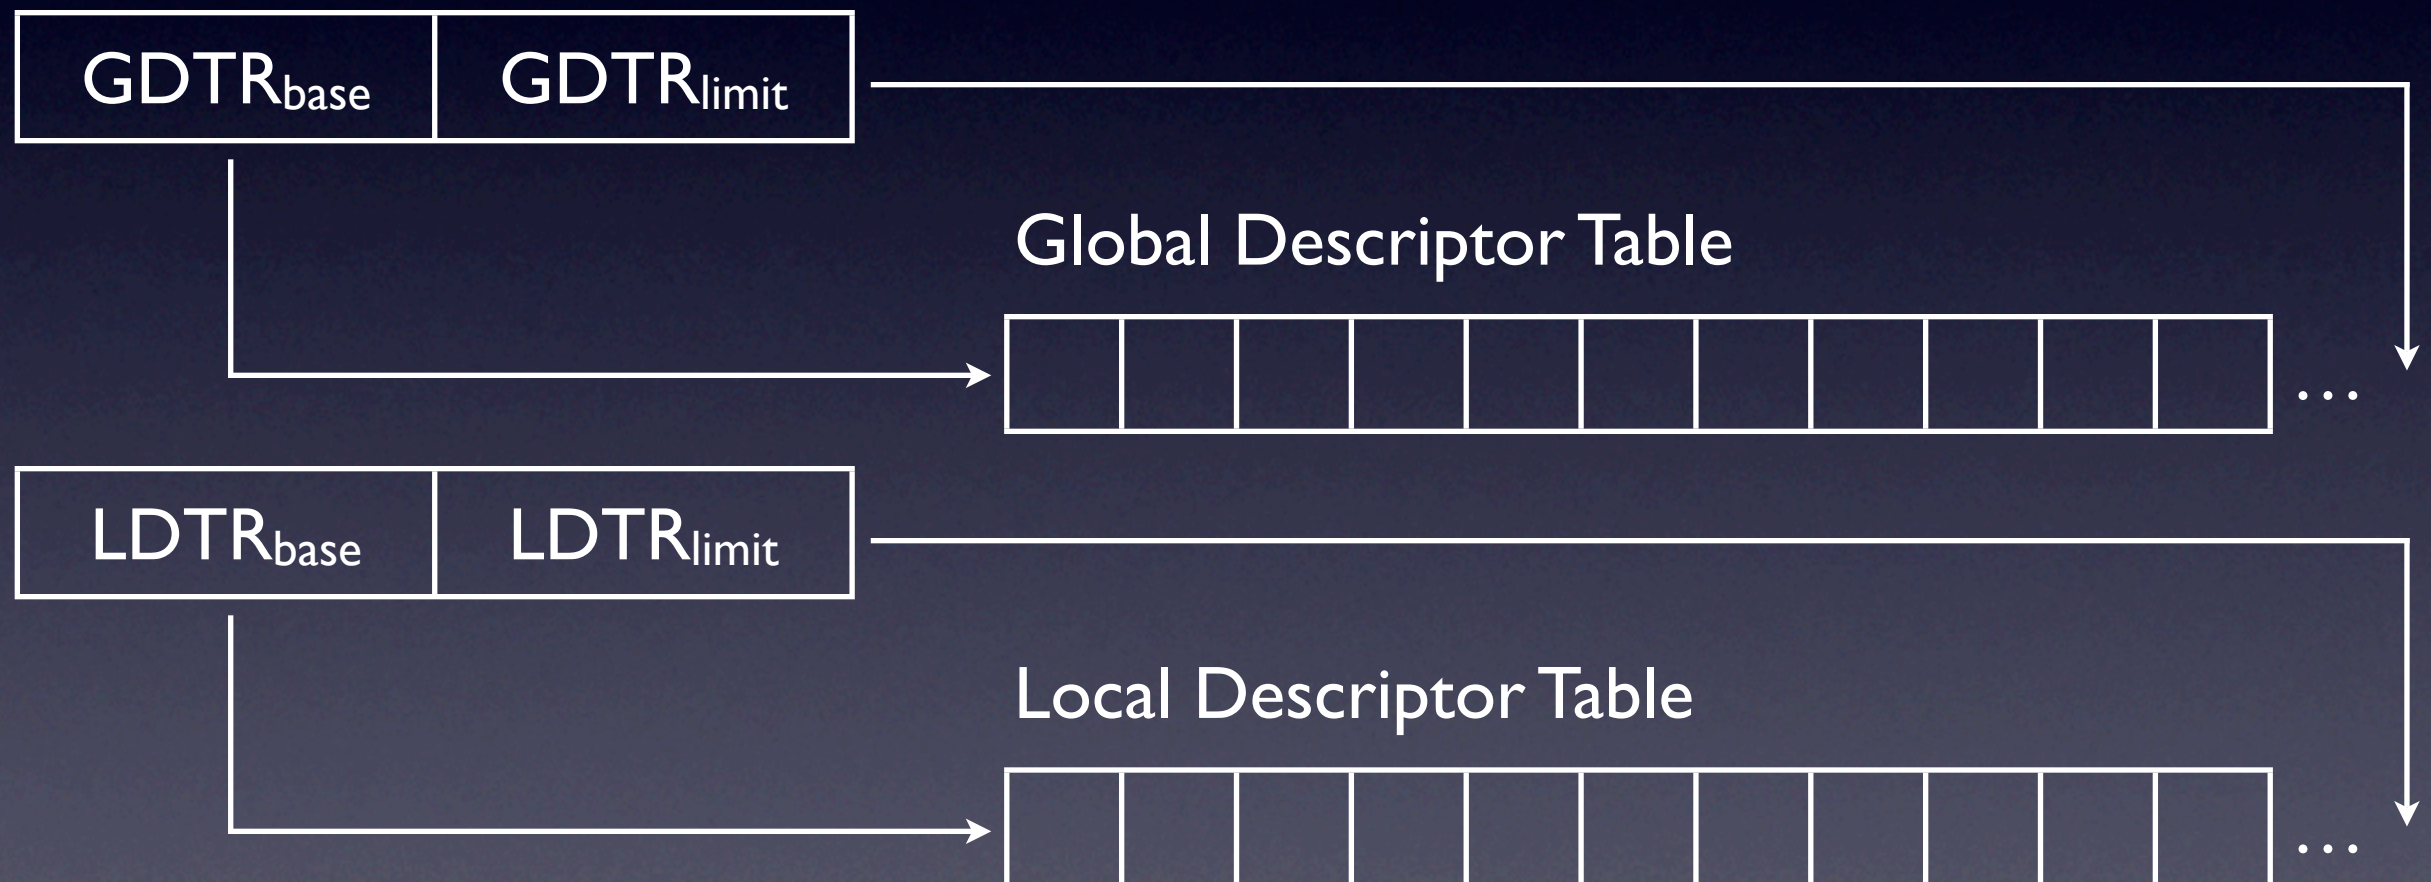 GDTRbase GDTRlimit
Global Descriptor Table
...
LDTRbase LDTRlimit
Local Descriptor Table
...